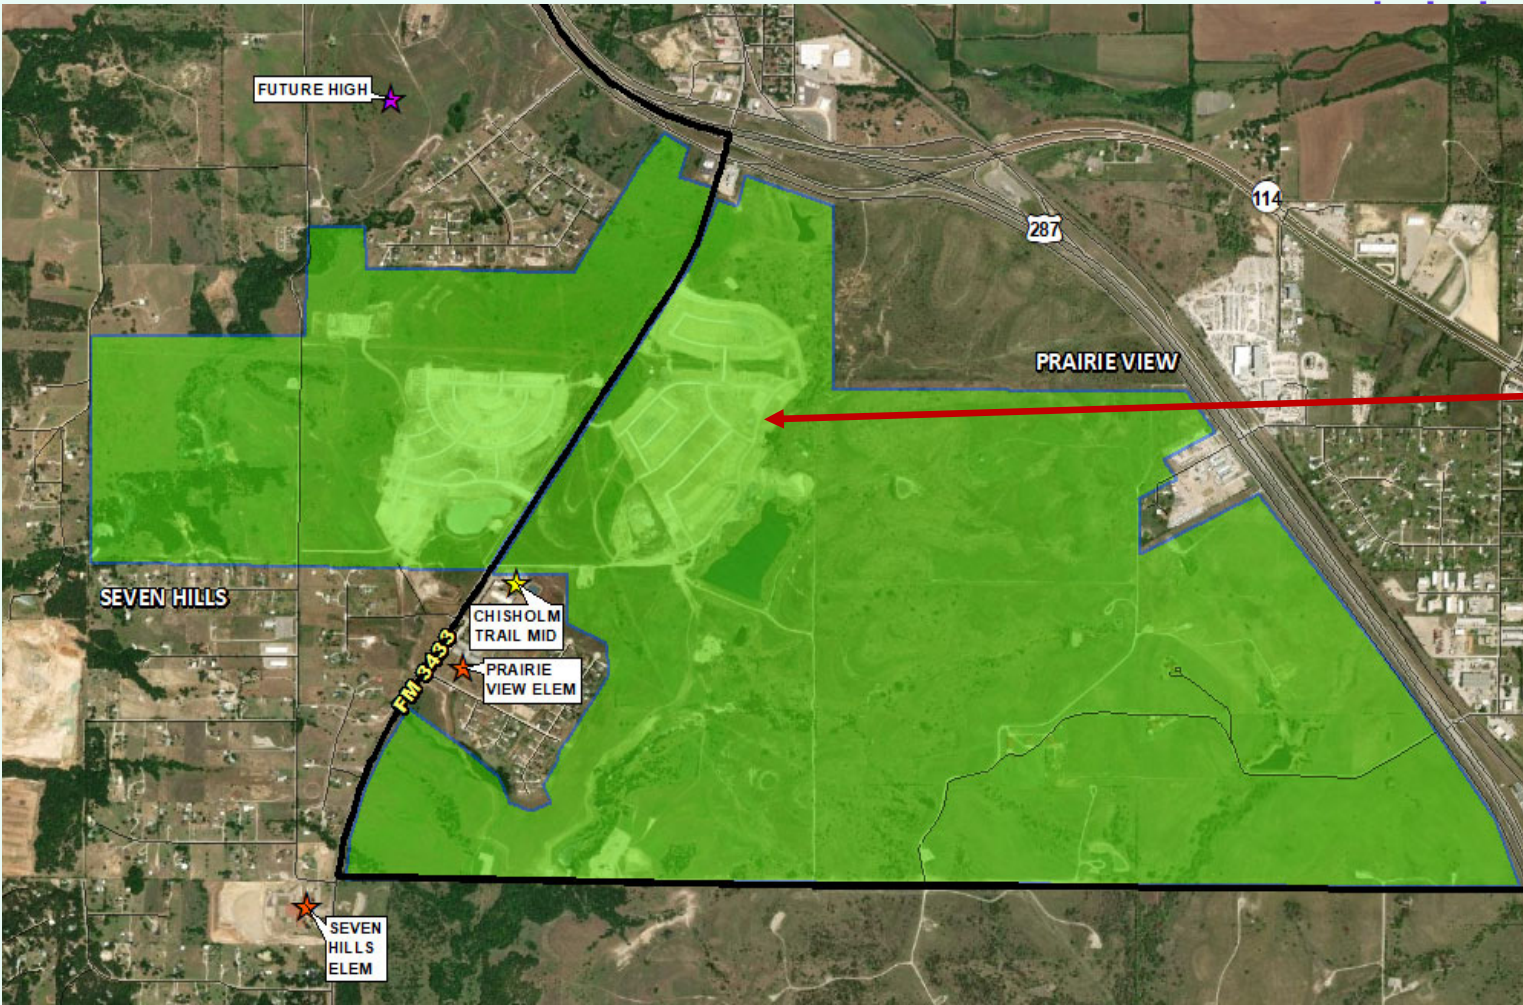 FUTURE HIGH
114
287
PRAIRIE VIEW
SEVEN HILLS
CHISHOLM
TRAIL MID
FM 3433
PRAIRIE
VIEW ELEM
SEVEN
HILLS
ELEM